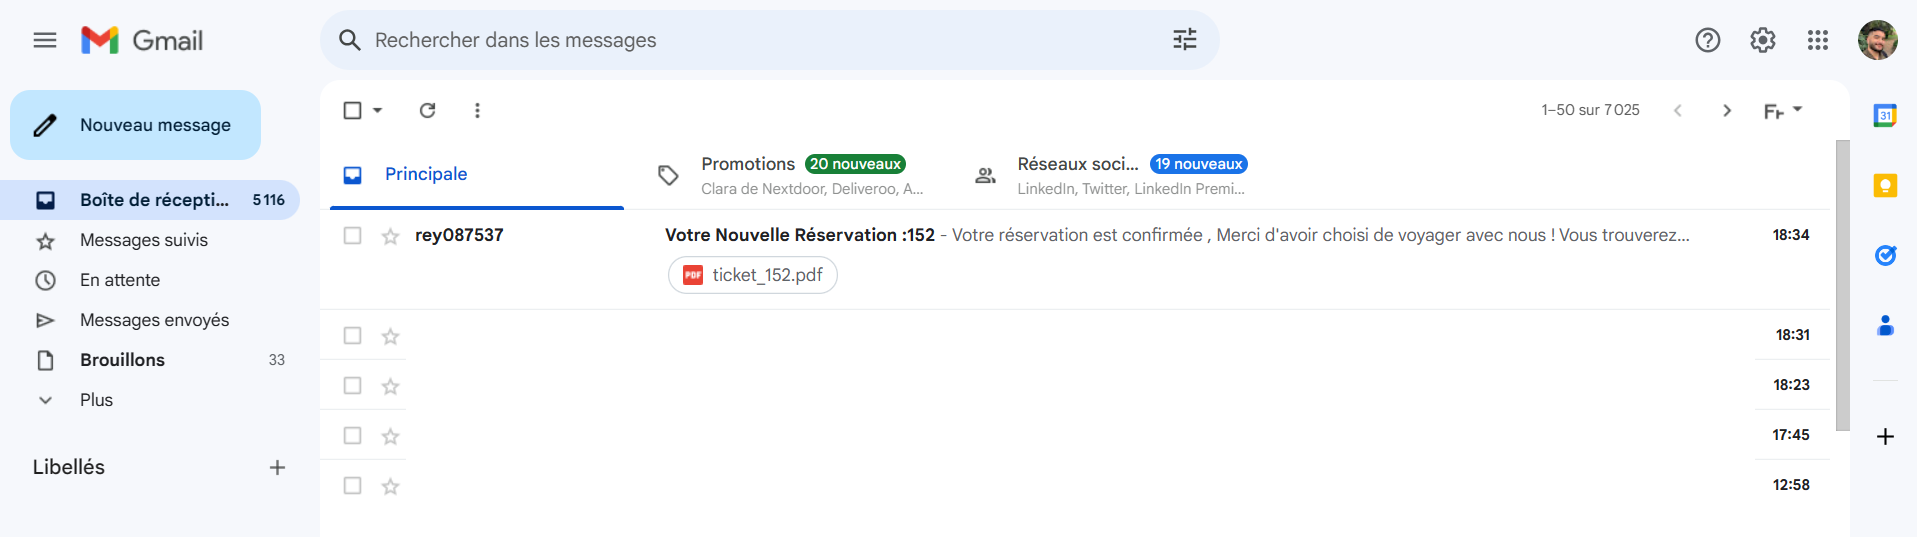 Gmail
Rechercher dans les messages
Nouveau message
Boîte de récepti... 5 116
Messages suivis
En attente
Messages envoyés
Brouillons 33
Plus
Libellés
1–50 sur 7 025
Principale
Promotions 20 nouveaux
Clara de Nextdoor, Deliveroo, A...
Réseaux soci... 19 nouveaux
LinkedIn, Twitter, LinkedIn Premi...
rey087537 Votre Nouvelle Réservation :152 - Votre réservation est confirmée , Merci d'avoir choisi de voyager avec nous ! Vous trouverez... 18:34
PDF ticket_152.pdf
18:31
18:23
17:45
12:58
31